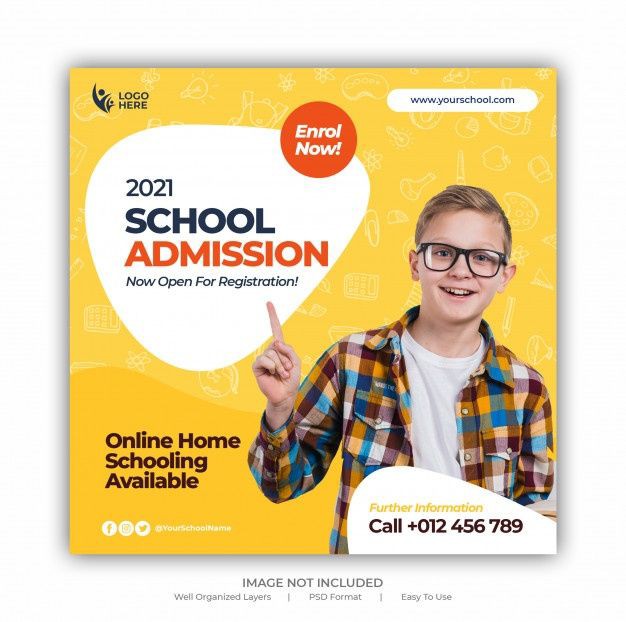 LOGO
HERE
www.yourschool.com
Enrol
Now!
2021
SCHOOL
ADMISSION
Now Open For Registration!
Online Home
Schooling
Available
@YourSchoolName
Further Information
Call +012 456 789
IMAGE NOT INCLUDED
Well Organized Layers | PSD Format | Easy To Use